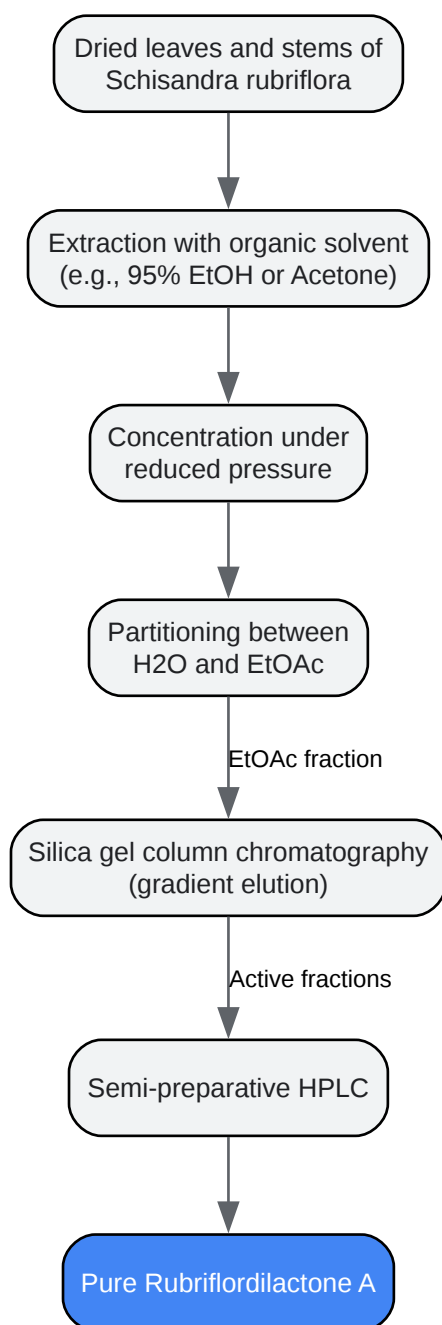 Dried leaves and stems of
Schisandra rubriflora
Extraction with organic solvent
(e.g., 95% EtOH or Acetone)
Concentration under
reduced pressure
Partitioning between
H2O and EtOAc
EtOAc fraction
Silica gel column chromatography
(gradient elution)
Active fractions
Semi-preparative HPLC
Pure Rubriflordilactone A